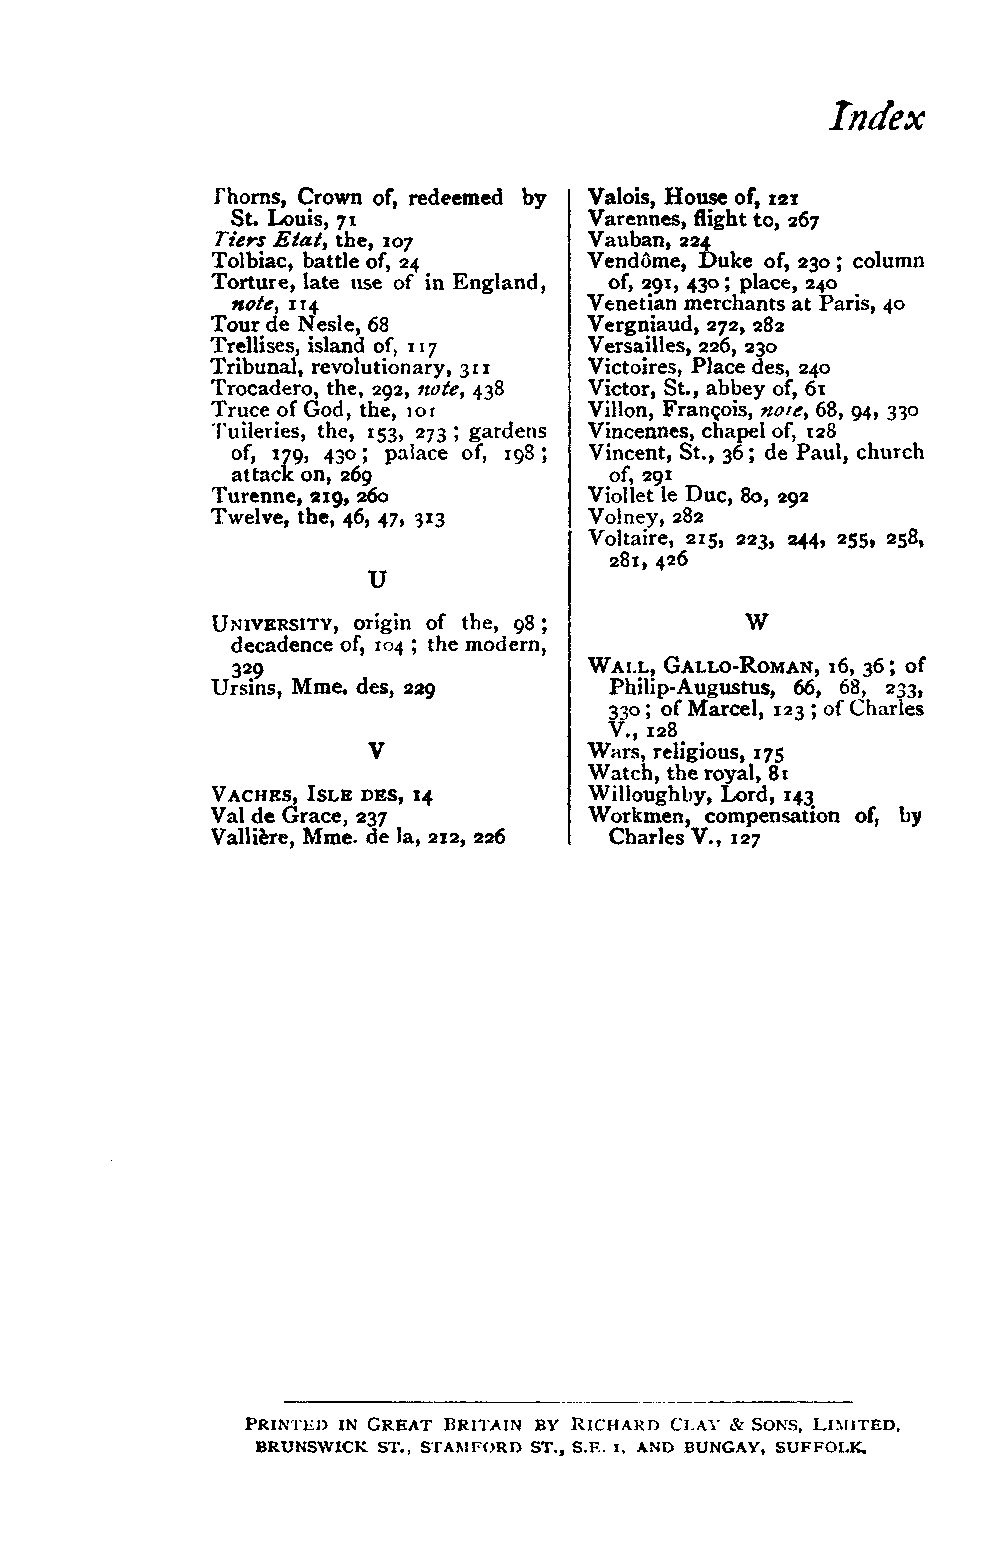 Index
Thorns, Crown of, redeemed by
St. Louis, 71
Tiers Etat, the, 107
Tolbiac, battle of, 24
Torture, late use of in England,
note, 114
Tour de Nesle, 68
Trellises, island of, 117
Tribunal, revolutionary, 311
Trocadero, the, 292, note, 438
Truce of God, the, 101
Tuileries, the, 153, 273; gardens
of, 179, 430; palace of, 198;
attack on, 269
Turenne, 219, 260
Twelve, the, 46, 47, 313
U
UNIVERSITY, origin of the, 98;
decadence of, 104; the modern,
329
Ursins, Mme. des, 229
V
VACHES, ISLE DES, 14
Val de Grace, 237
Vallière, Mme. de la, 212, 226
Valois, House of, 121
Varennes, flight to, 267
Vauban, 224
Vendôme, Duke of, 230; column
of, 291, 430; place, 240
Venetian merchants at Paris, 40
Vergniaud, 272, 282
Versailles, 226, 230
Victoires, Place des, 240
Victor, St., abbey of, 61
Villon, François, note, 68, 94, 330
Vincennes, chapel of, 128
Vincent, St., 36; de Paul, church
of, 291
Viollet le Duc, 80, 292
Volney, 282
Voltaire, 215, 223, 244, 255, 258,
281, 426
W
WALL, GALLO-ROMAN, 16, 36; of
Philip-Augustus, 66, 68, 233,
330; of Marcel, 123; of Charles
V., 128
Wars, religious, 175
Watch, the royal, 81
Willoughby, Lord, 143
Workmen, compensation of, by
Charles V., 127
PRINTED IN GREAT BRITAIN BY RICHARD CLAY & SONS, LIMITED,
BRUNSWICK ST., STAMFORD ST., S.E. 1, AND BUNGAY, SUFFOLK.